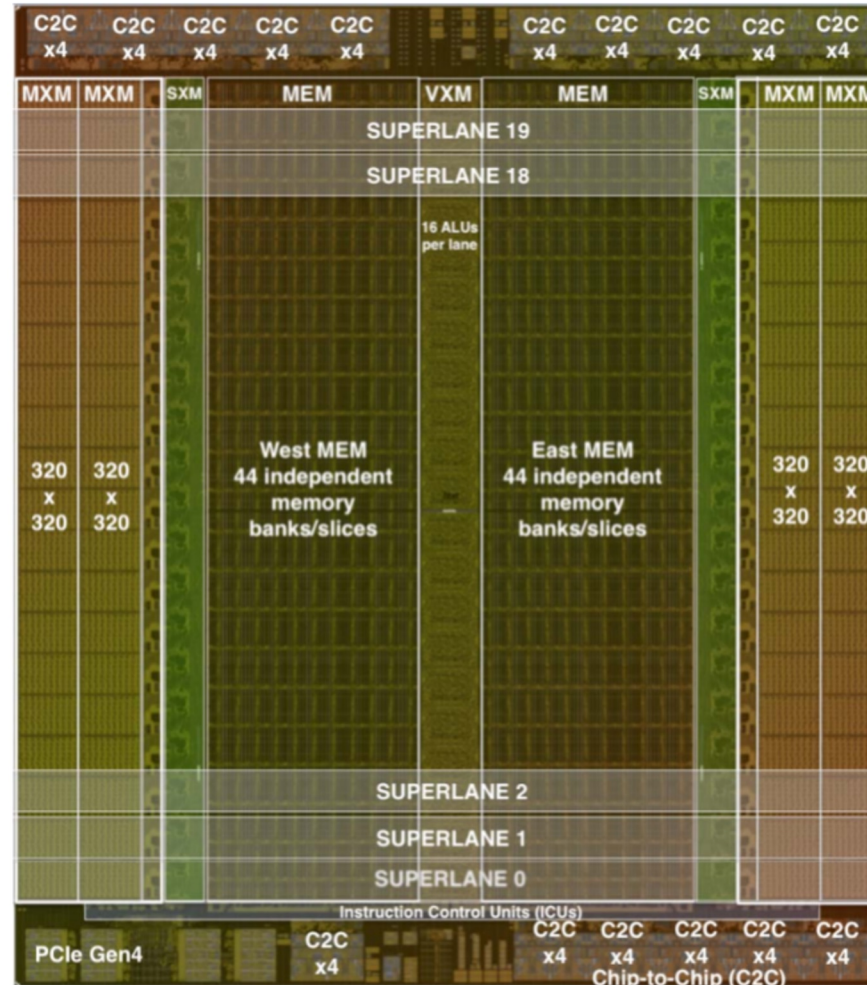 C2C C2C C2C C2C C2C C2C C2C C2C C2C C2C
x4 x4 x4 x4 x4 x4 x4 x4 x4 x4
MXM MXM SXM MEM VXM MEM SXM MXM MXM
SUPERLANE 19
SUPERLANE 18
16 ALUs
per lane
West MEM
44 independent
memory
banks/slices
East MEM
44 independent
memory
banks/slices
320 320 320 320
x x x x
320 320 320 320
SUPERLANE 2
SUPERLANE 1
SUPERLANE 0
Instruction Control Units (ICUs)
PCIe Gen4
C2C C2C C2C C2C C2C C2C
x4 x4 x4 x4 x4 x4
Chip-to-Chip (C2C)